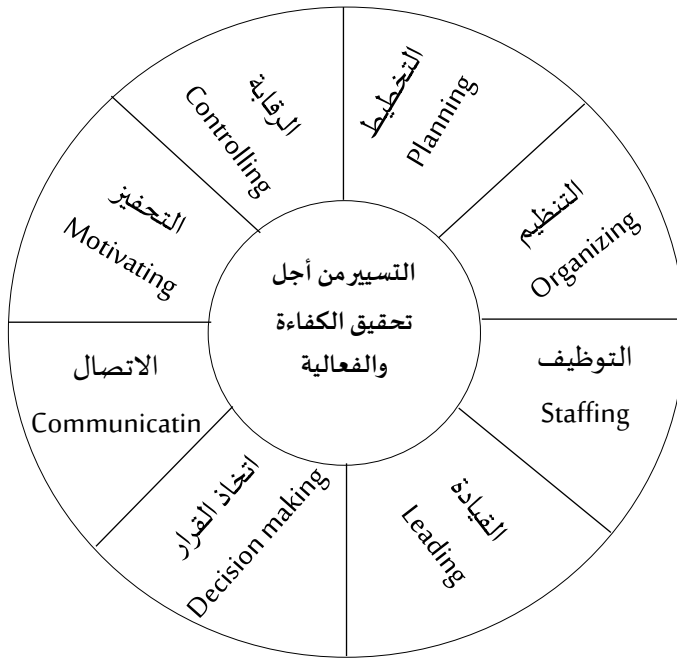 التخطيط
Planning
التنظيم
Organizing
التوظيف
Staffing
القيادة
Leading
اتخاذ القرار
Decision making
الاتصال
Communicatin
التحفيز
Motivating
الرقابة
Controlling
التسيير من أجل
تحقيق الكفاءة
والفعالية